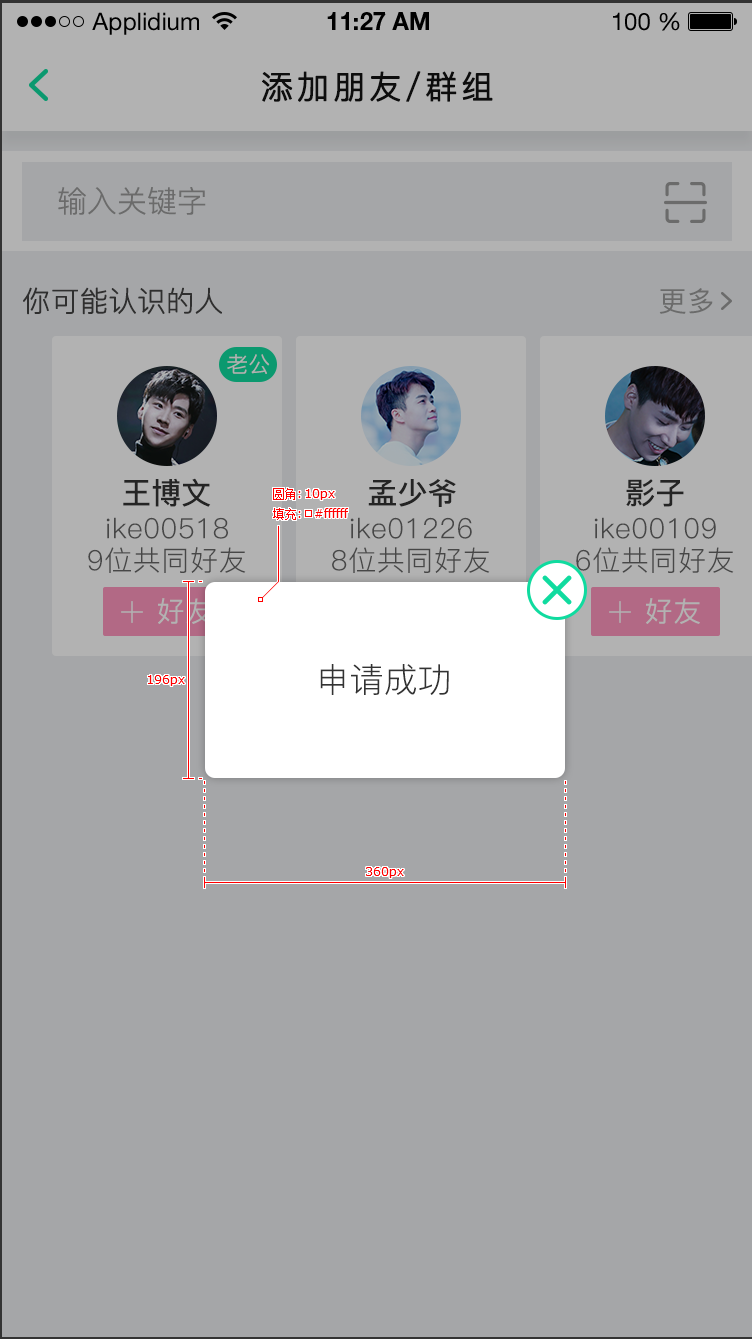 Applidium 11:27 AM 100 %
添加朋友/群组
输入关键字
你可能认识的人 更多
老公
王博文 孟少爷 影子
圆角: 10px
填充: #ffffff
ike00518 ike01226 ike00109
9位共同好友 8位共同好友 6位共同好友
+ 好友 + 好友
196px
申请成功
360px